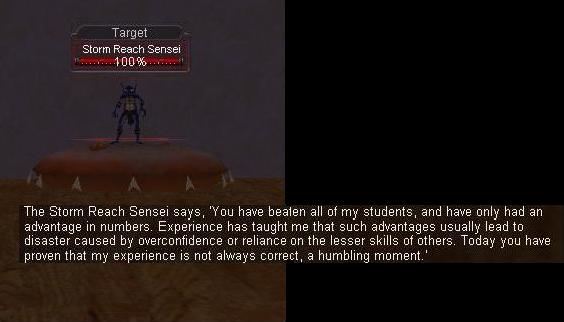 Target
Storm Reach Sensei
100%
The Storm Reach Sensei says, 'You have beaten all of my students, and have only had an
advantage in numbers. Experience has taught me that such advantages usually lead to
disaster caused by overconfidence or reliance on the lesser skills of others. Today you have
proven that my experience is not always correct, a humbling moment.'